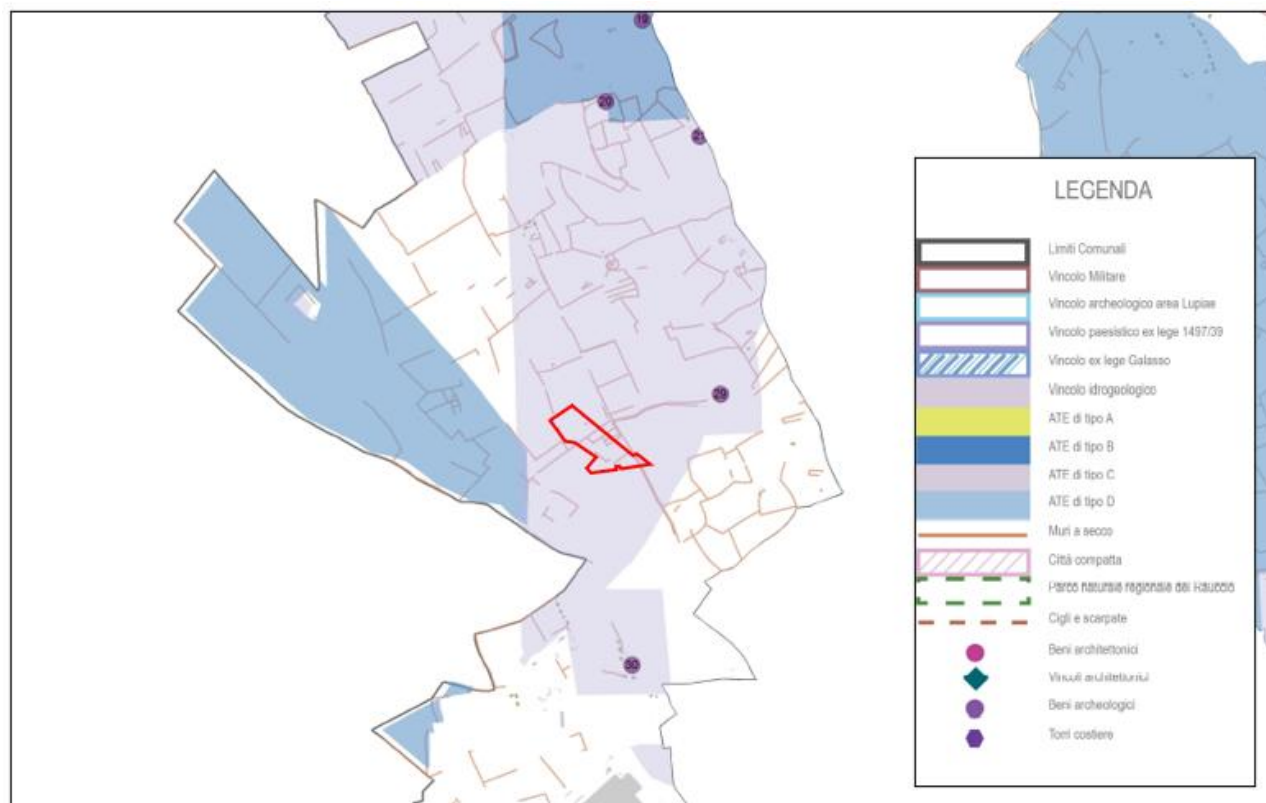 19
20
21
29
30
LEGENDA
Limiti Comunali
Vincolo Militare
Vincolo archeologico area Lupiae
Vincolo paesistico ex lege 1497/39
Vincolo ex lege Galasso
Vincolo idrogeologico
ATE di tipo A
ATE di tipo B
ATE di tipo C
ATE di tipo D
Muri a secco
Città compatta
Parco naturale regionale del Rauccio
Cigli e scarpate
Beni architettonici
Vincoli architettonici
Beni archeologici
Torri costiere